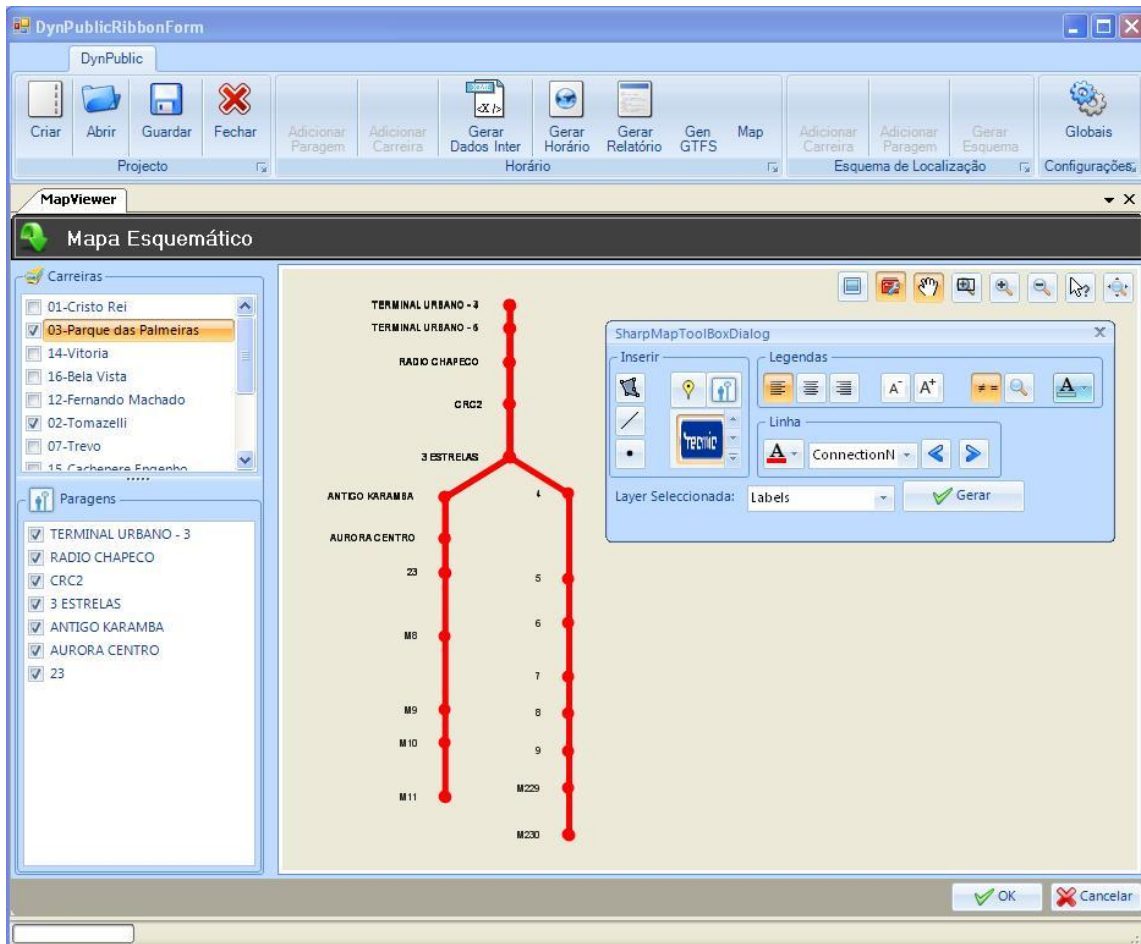 DynPublicRibbonForm
DynPublic
Criar
Abrir
Guardar
Fechar
Adicionar Paragem
Adicionar Carreira
Gerar Dados Inter
Gerar Horário
Gerar Relatório
Gen GTFS
Map
Adicionar Carreira
Adicionar Paragem
Gerar Esquema
Globais
Projecto
Horário
Esquema de Localização
Configurações
MapViewer
Mapa Esquemático
Carreiras
01-Cristo Rei
03-Parque das Palmeiras
14-Vitoria
16-Bela Vista
12-Fernando Machado
02-Tomazelli
07-Trevo
15-Cachenere Engenho
Paragens
TERMINAL URBANO - 3
RADIO CHAPECO
CRC2
3 ESTRELAS
ANTIGO KARAMBA
AURORA CENTRO
23
TERMINAL URBANO - 3
TERMINAL URBANO - 5
RADIO CHAPECO
CRC2
3 ESTRELAS
ANTIGO KARAMBA
4
AURORA CENTRO
23
5
6
M8
7
M9
8
M10
9
M229
M11
M230
SharpMapToolBoxDialog
Inserir
Legendas
A- A+
≠ =
A
Linha
A
ConnectionN
tecmic
Layer Seleccionada:
Labels
Gerar
OK
Cancelar